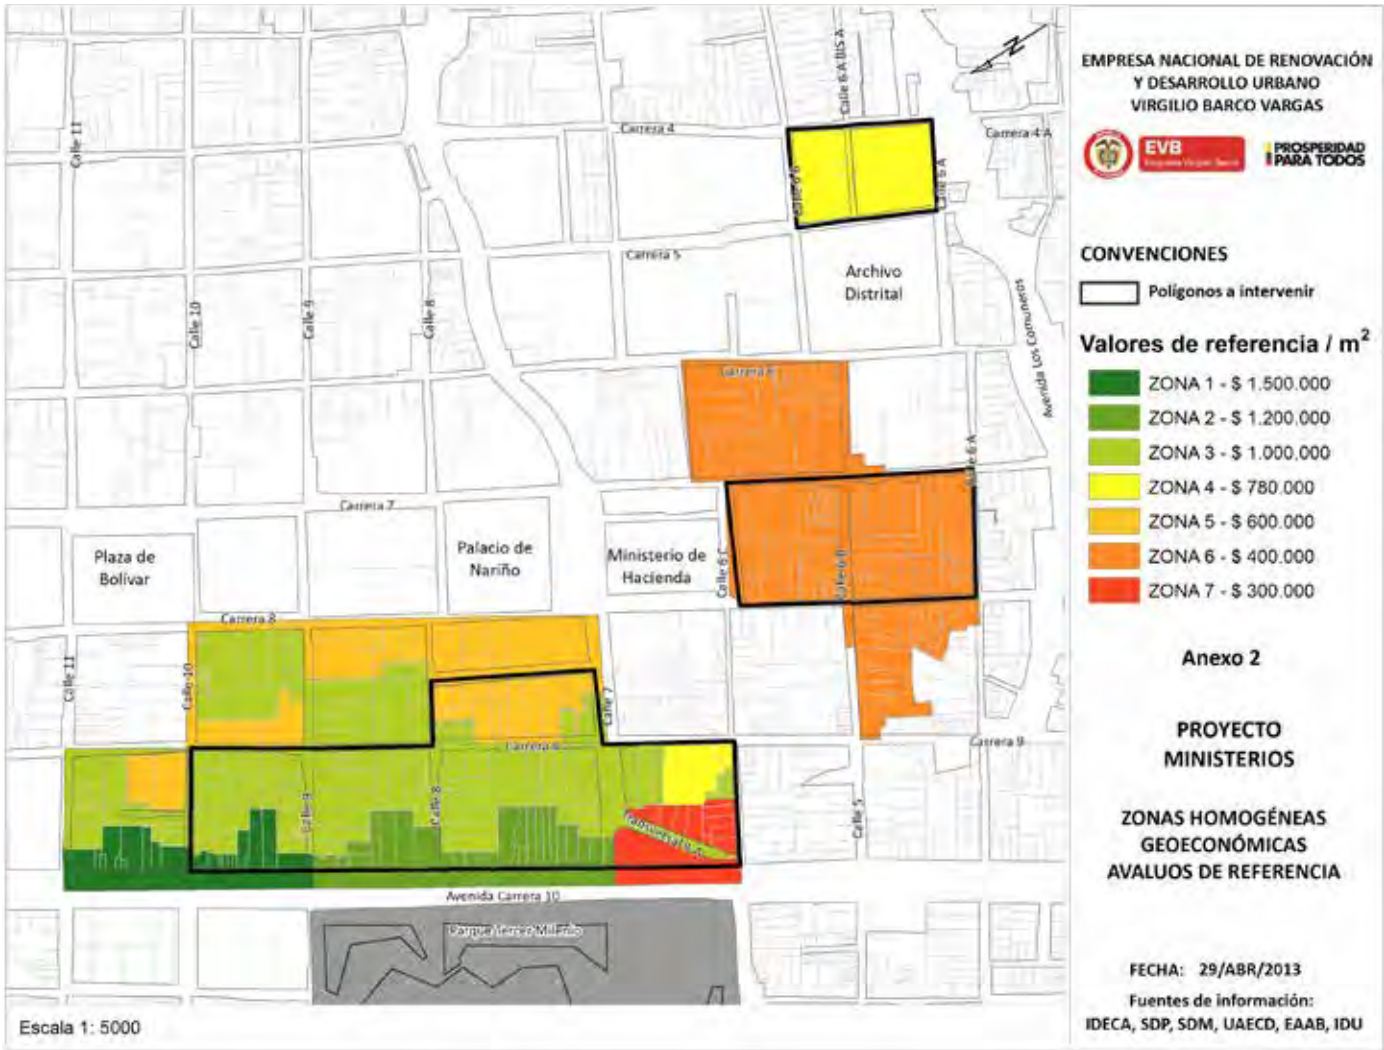 Calle 6 A BIS A
N
Carrera 4
Carrera 4 A
Calle 11
Calle 6 A
Carrera 5
Archivo
Distrital
Calle 10
Calle 9
Calle 8
Avenida Los Comuneros
Calle 6 A
Carrera 7
Plaza de
Bolívar
Palacio de
Nariño
Ministerio de
Hacienda
Calle 6 C
Calle 6 B
Carrera 8
Calle 11
Calle 10
Calle 7
Carrera 9
Calle 9
Calle 8
Calle 5
Avenida Carrera 10
Parque Tercer Milenio
Escala 1: 5000
EMPRESA NACIONAL DE RENOVACIÓN
Y DESARROLLO URBANO
VIRGILIO BARCO VARGAS
EVB
Empresa Virgilio Barco
PROSPERIDAD
PARA TODOS
CONVENCIONES
Polígonos a intervenir
Valores de referencia / m²
ZONA 1 - $ 1.500.000
ZONA 2 - $ 1.200.000
ZONA 3 - $ 1.000.000
ZONA 4 - $ 780.000
ZONA 5 - $ 600.000
ZONA 6 - $ 400.000
ZONA 7 - $ 300.000
Anexo 2
PROYECTO
MINISTERIOS
ZONAS HOMOGÉNEAS
GEOECONÓMICAS
AVALUOS DE REFERENCIA
FECHA: 29/ABR/2013
Fuentes de información:
IDECA, SDP, SDM, UAECD, EAAB, IDU